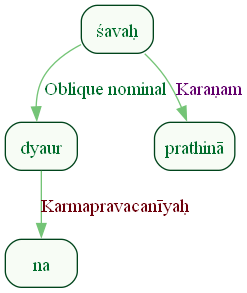 śavaḥ
Oblique nominal
Karaṇam
dyaur
prathinā
Karmapravacanīyaḥ
na